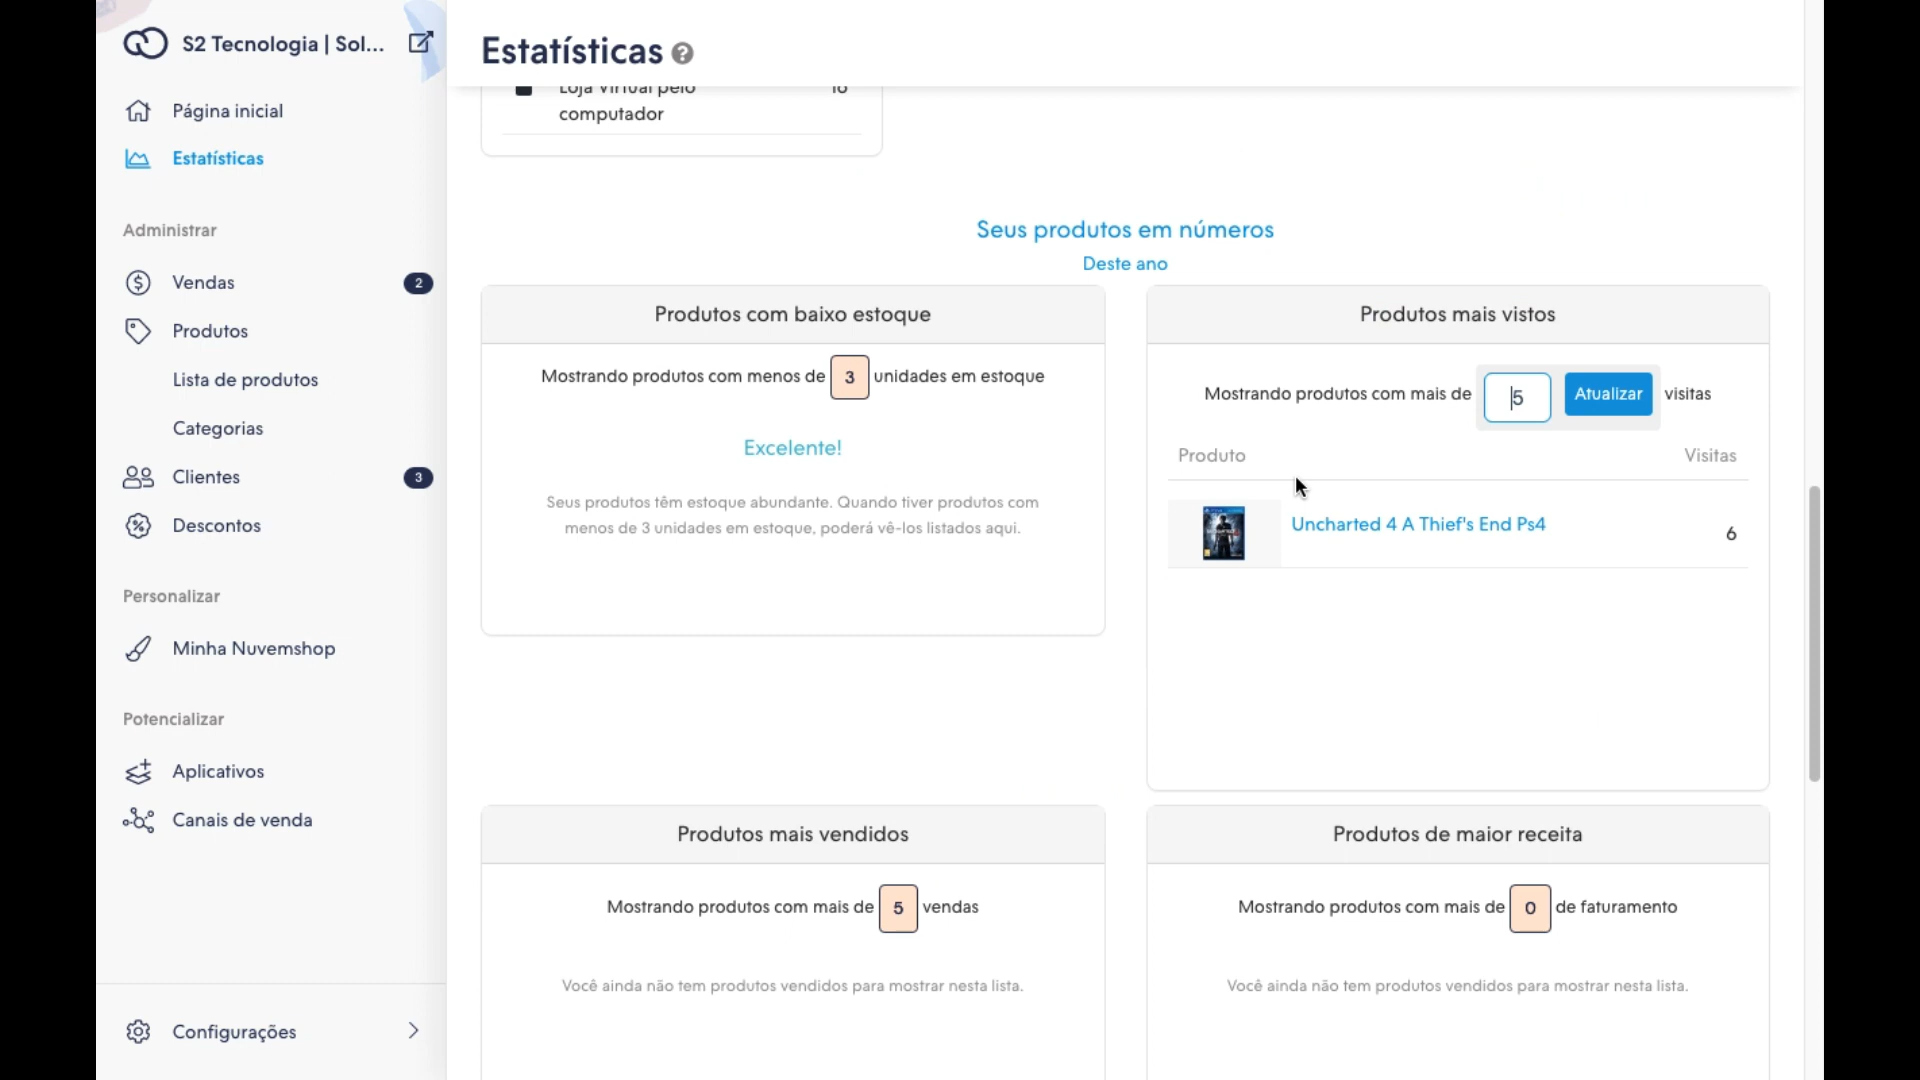 S2 Tecnologia | Sol...
Página inicial
Estatísticas
Administrar
Vendas 2
Produtos
Lista de produtos
Categorias
Clientes 3
Descontos
Personalizar
Minha Nuvemshop
Potencializar
Aplicativos
Canais de venda
Configurações
Estatísticas ?
Loja Virtual pelo 16
computador
Seus produtos em números
Deste ano
Produtos com baixo estoque
Mostrando produtos com menos de 3 unidades em estoque
Excelente!
Seus produtos têm estoque abundante. Quando tiver produtos com
menos de 3 unidades em estoque, poderá vê-los listados aqui.
Produtos mais vistos
Mostrando produtos com mais de 5 Atualizar visitas
Produto Visitas
Uncharted 4 A Thief's End Ps4 6
Produtos mais vendidos
Mostrando produtos com mais de 5 vendas
Você ainda não tem produtos vendidos para mostrar nesta lista.
Produtos de maior receita
Mostrando produtos com mais de 0 de faturamento
Você ainda não tem produtos vendidos para mostrar nesta lista.